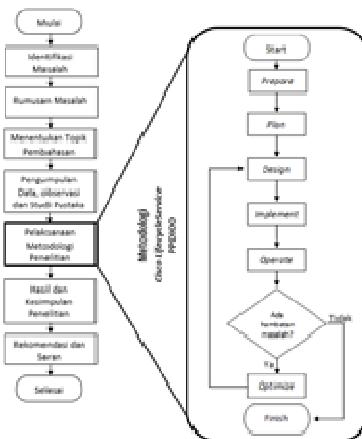 Mulai
Identifikasi
Masalah
Rumusan Masalah
Menentukan Topik
Pembahasan
Pengumpulan
Data, observasi
dan Studi Pustaka
Pelaksanaan
Metodologi
Penelitian
Hasil dan
Kesimpulan
Penelitian
Rekomendasi dan
Saran
Selesai
Metodologi
Cisco Lifecycle Service
PPDIOO
Start
Prepare
Plan
Design
Implement
Operate
Ada
hambatan
masalah?
Tidak
Ya
Optimize
Finish